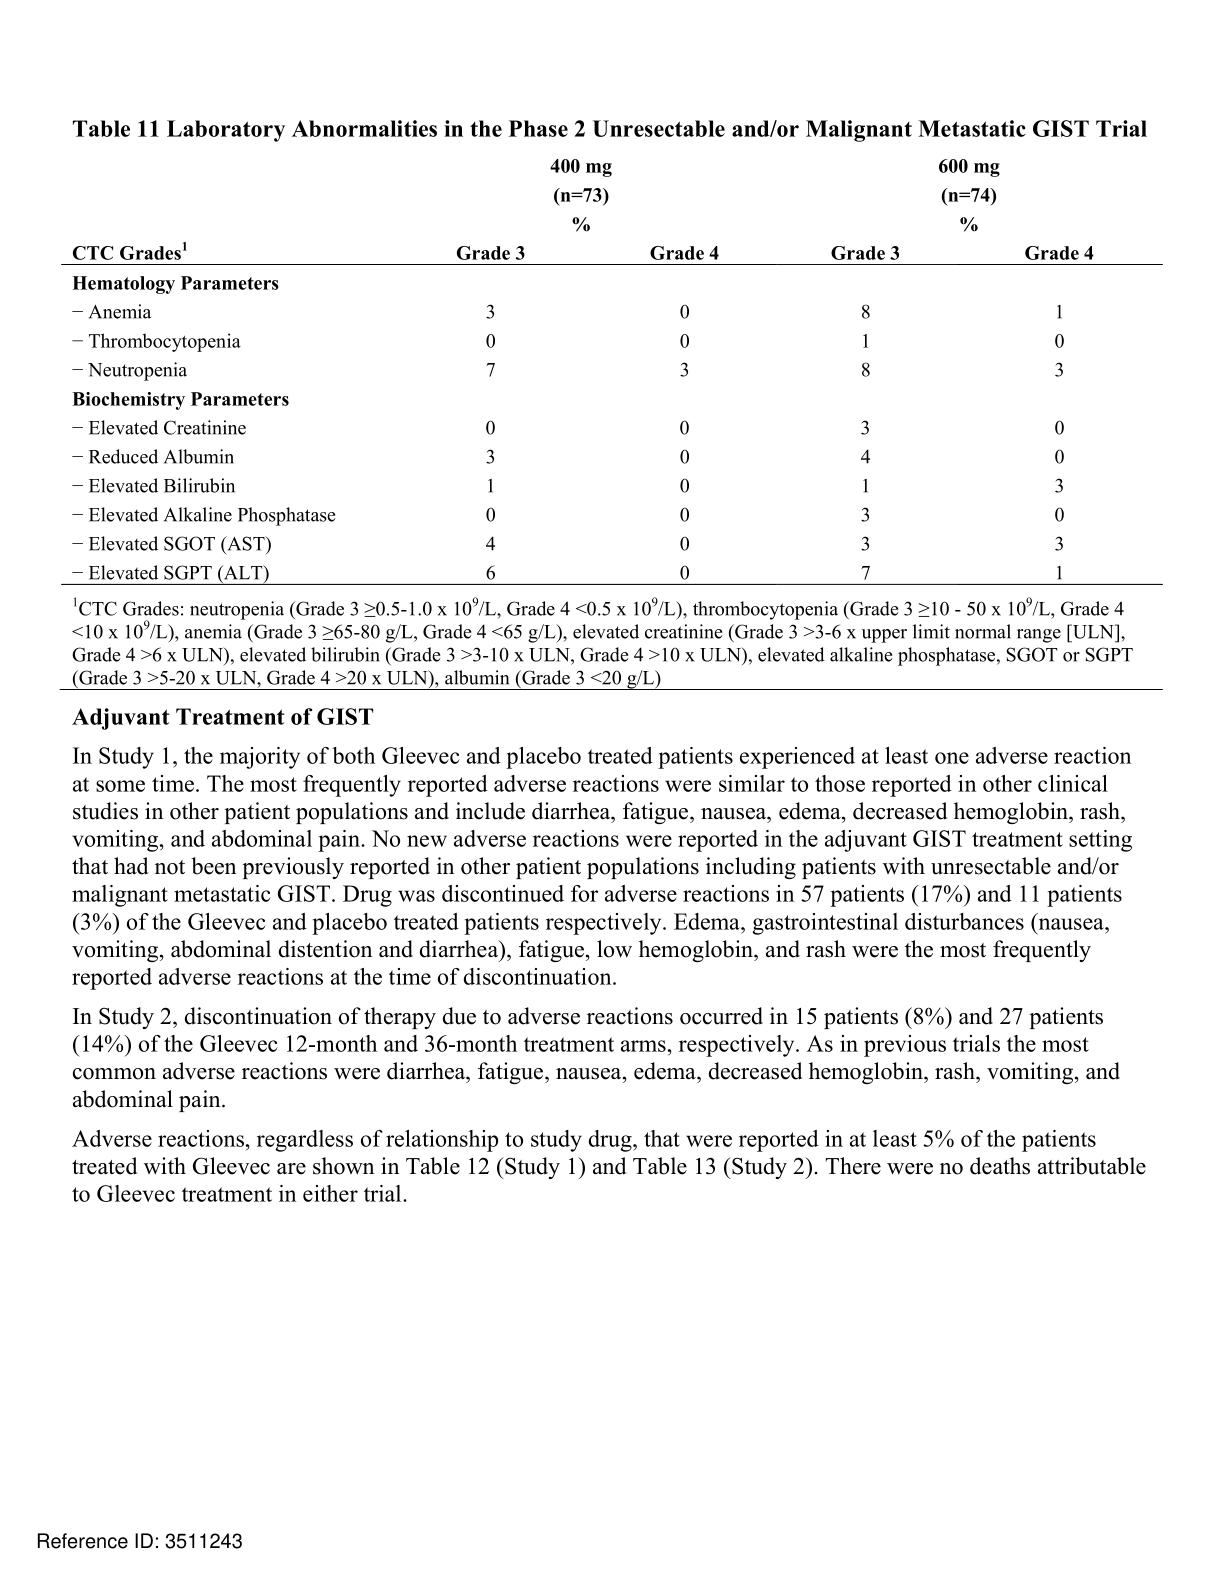 Table 11 Laboratory Abnormalities in the Phase 2 Unresectable and/or Malignant Metastatic GIST Trial
400 mg 600 mg
(n=73) (n=74)
% %
CTC Grades¹ Grade 3 Grade 4 Grade 3 Grade 4
Hematology Parameters
− Anemia 3 0 8 1
− Thrombocytopenia 0 0 1 0
− Neutropenia 7 3 8 3
Biochemistry Parameters
− Elevated Creatinine 0 0 3 0
− Reduced Albumin 3 0 4 0
− Elevated Bilirubin 1 0 1 3
− Elevated Alkaline Phosphatase 0 0 3 0
− Elevated SGOT (AST) 4 0 3 3
− Elevated SGPT (ALT) 6 0 7 1
¹CTC Grades: neutropenia (Grade 3 ≥0.5-1.0 x 10⁹/L, Grade 4 <0.5 x 10⁹/L), thrombocytopenia (Grade 3 ≥10 - 50 x 10⁹/L, Grade 4
<10 x 10⁹/L), anemia (Grade 3 ≥65-80 g/L, Grade 4 <65 g/L), elevated creatinine (Grade 3 >3-6 x upper limit normal range [ULN],
Grade 4 >6 x ULN), elevated bilirubin (Grade 3 >3-10 x ULN, Grade 4 >10 x ULN), elevated alkaline phosphatase, SGOT or SGPT
(Grade 3 >5-20 x ULN, Grade 4 >20 x ULN), albumin (Grade 3 <20 g/L)
Adjuvant Treatment of GIST
In Study 1, the majority of both Gleevec and placebo treated patients experienced at least one adverse reaction
at some time. The most frequently reported adverse reactions were similar to those reported in other clinical
studies in other patient populations and include diarrhea, fatigue, nausea, edema, decreased hemoglobin, rash,
vomiting, and abdominal pain. No new adverse reactions were reported in the adjuvant GIST treatment setting
that had not been previously reported in other patient populations including patients with unresectable and/or
malignant metastatic GIST. Drug was discontinued for adverse reactions in 57 patients (17%) and 11 patients
(3%) of the Gleevec and placebo treated patients respectively. Edema, gastrointestinal disturbances (nausea,
vomiting, abdominal distention and diarrhea), fatigue, low hemoglobin, and rash were the most frequently
reported adverse reactions at the time of discontinuation.
In Study 2, discontinuation of therapy due to adverse reactions occurred in 15 patients (8%) and 27 patients
(14%) of the Gleevec 12-month and 36-month treatment arms, respectively. As in previous trials the most
common adverse reactions were diarrhea, fatigue, nausea, edema, decreased hemoglobin, rash, vomiting, and
abdominal pain.
Adverse reactions, regardless of relationship to study drug, that were reported in at least 5% of the patients
treated with Gleevec are shown in Table 12 (Study 1) and Table 13 (Study 2). There were no deaths attributable
to Gleevec treatment in either trial.
Reference ID: 3511243